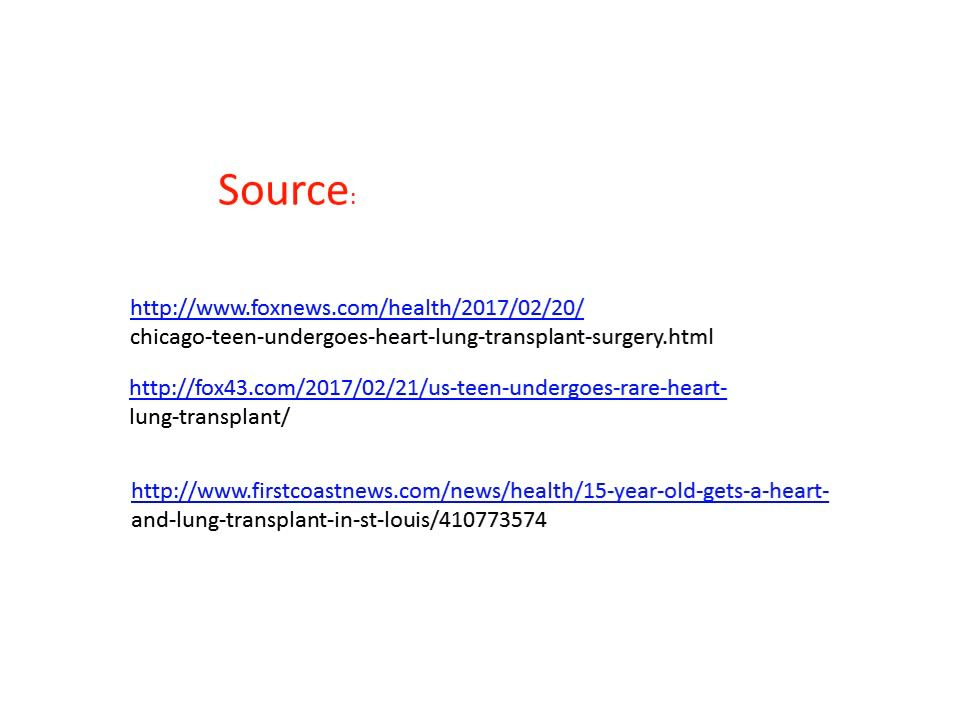 Source:
http://www.foxnews.com/health/2017/02/20/
chicago-teen-undergoes-heart-lung-transplant-surgery.html
http://fox43.com/2017/02/21/us-teen-undergoes-rare-heart-
lung-transplant/
http://www.firstcoastnews.com/news/health/15-year-old-gets-a-heart-
and-lung-transplant-in-st-louis/410773574